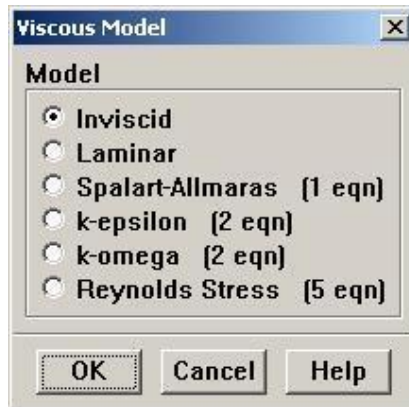 Viscous Model
Model
Inviscid
Laminar
Spalart-Allmaras (1 eqn)
k-epsilon (2 eqn)
k-omega (2 eqn)
Reynolds Stress (5 eqn)
OK Cancel Help